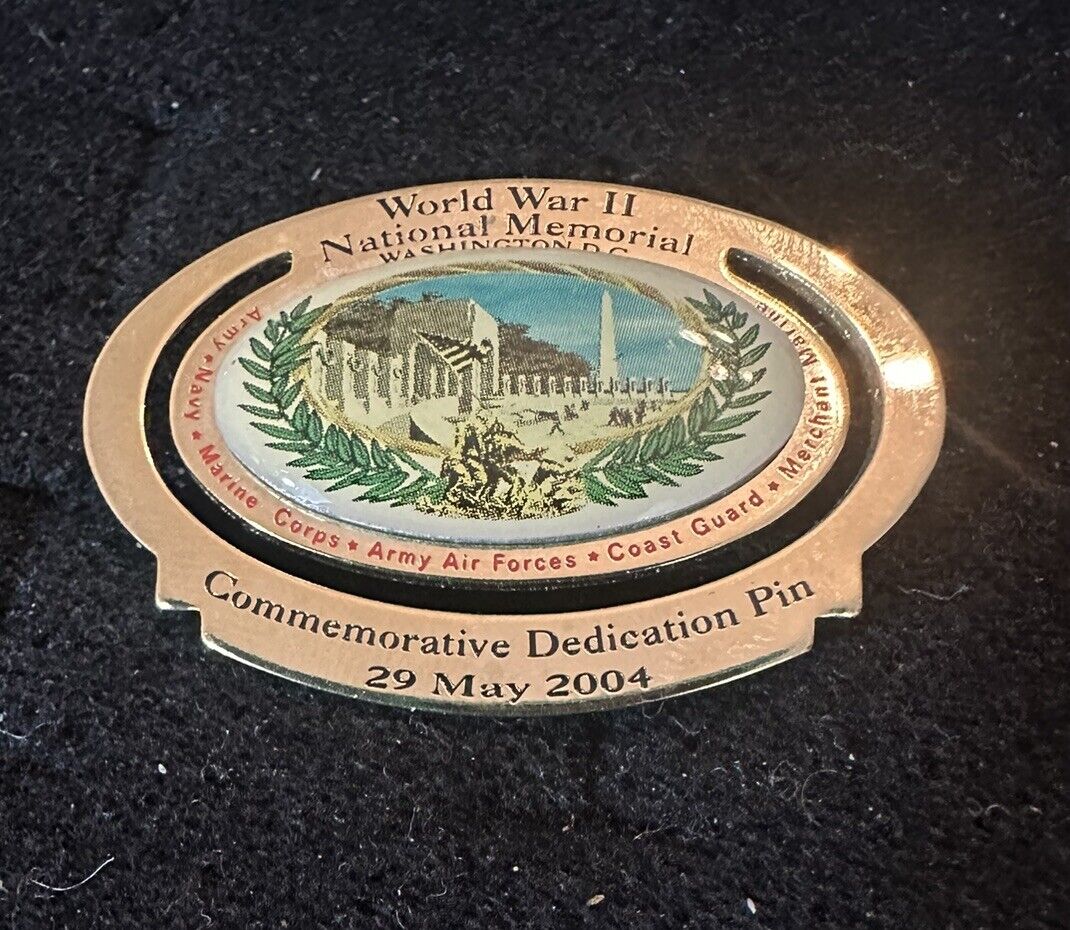 World War II
National Memorial
WASHINGTON D.C.
Army ★ Navy ★ Marine Corps ★ Army Air Forces ★ Coast Guard ★ Merchant Marine
Commemorative Dedication Pin
29 May 2004